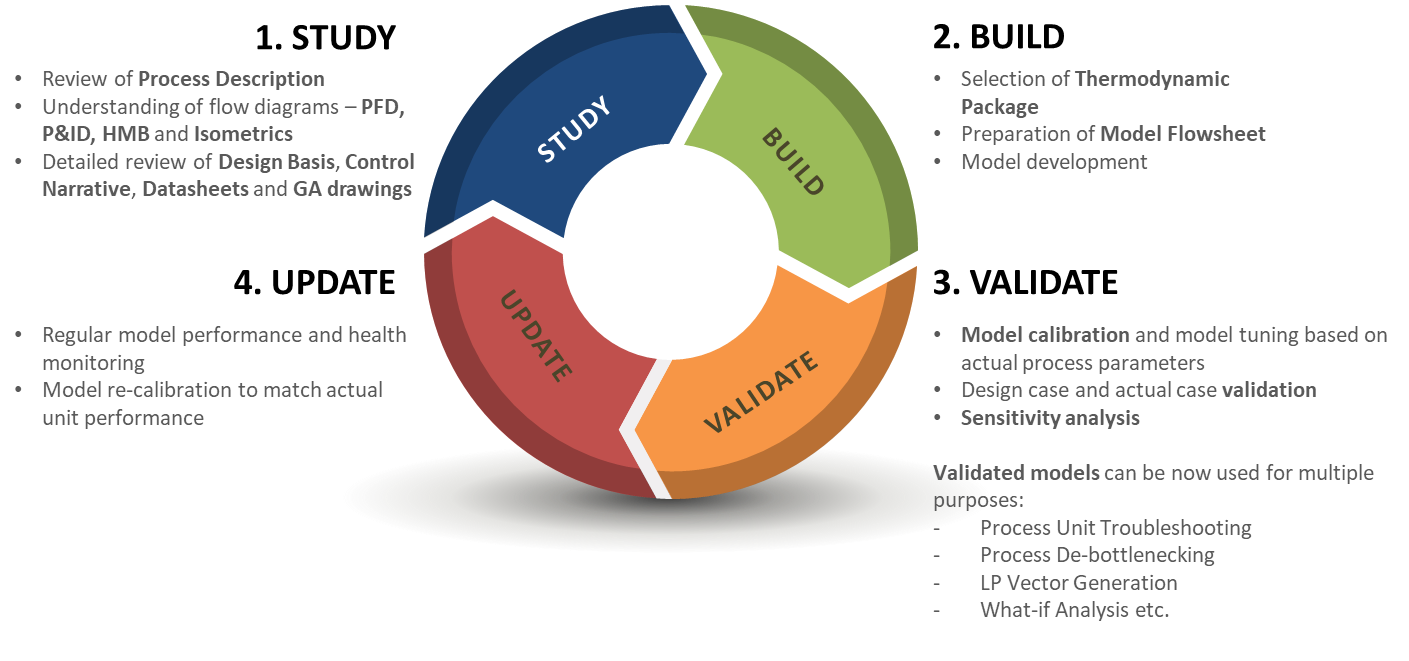 1. STUDY
• Review of Process Description
• Understanding of flow diagrams – PFD,
P&ID, HMB and Isometrics
• Detailed review of Design Basis, Control
Narrative, Datasheets and GA drawings
2. BUILD
• Selection of Thermodynamic
Package
• Preparation of Model Flowsheet
• Model development
STUDY
BUILD
UPDATE
VALIDATE
4. UPDATE
• Regular model performance and health
monitoring
• Model re-calibration to match actual
unit performance
3. VALIDATE
• Model calibration and model tuning based on
actual process parameters
• Design case and actual case validation
• Sensitivity analysis
Validated models can be now used for multiple
purposes:
- Process Unit Troubleshooting
- Process De-bottlenecking
- LP Vector Generation
- What-if Analysis etc.